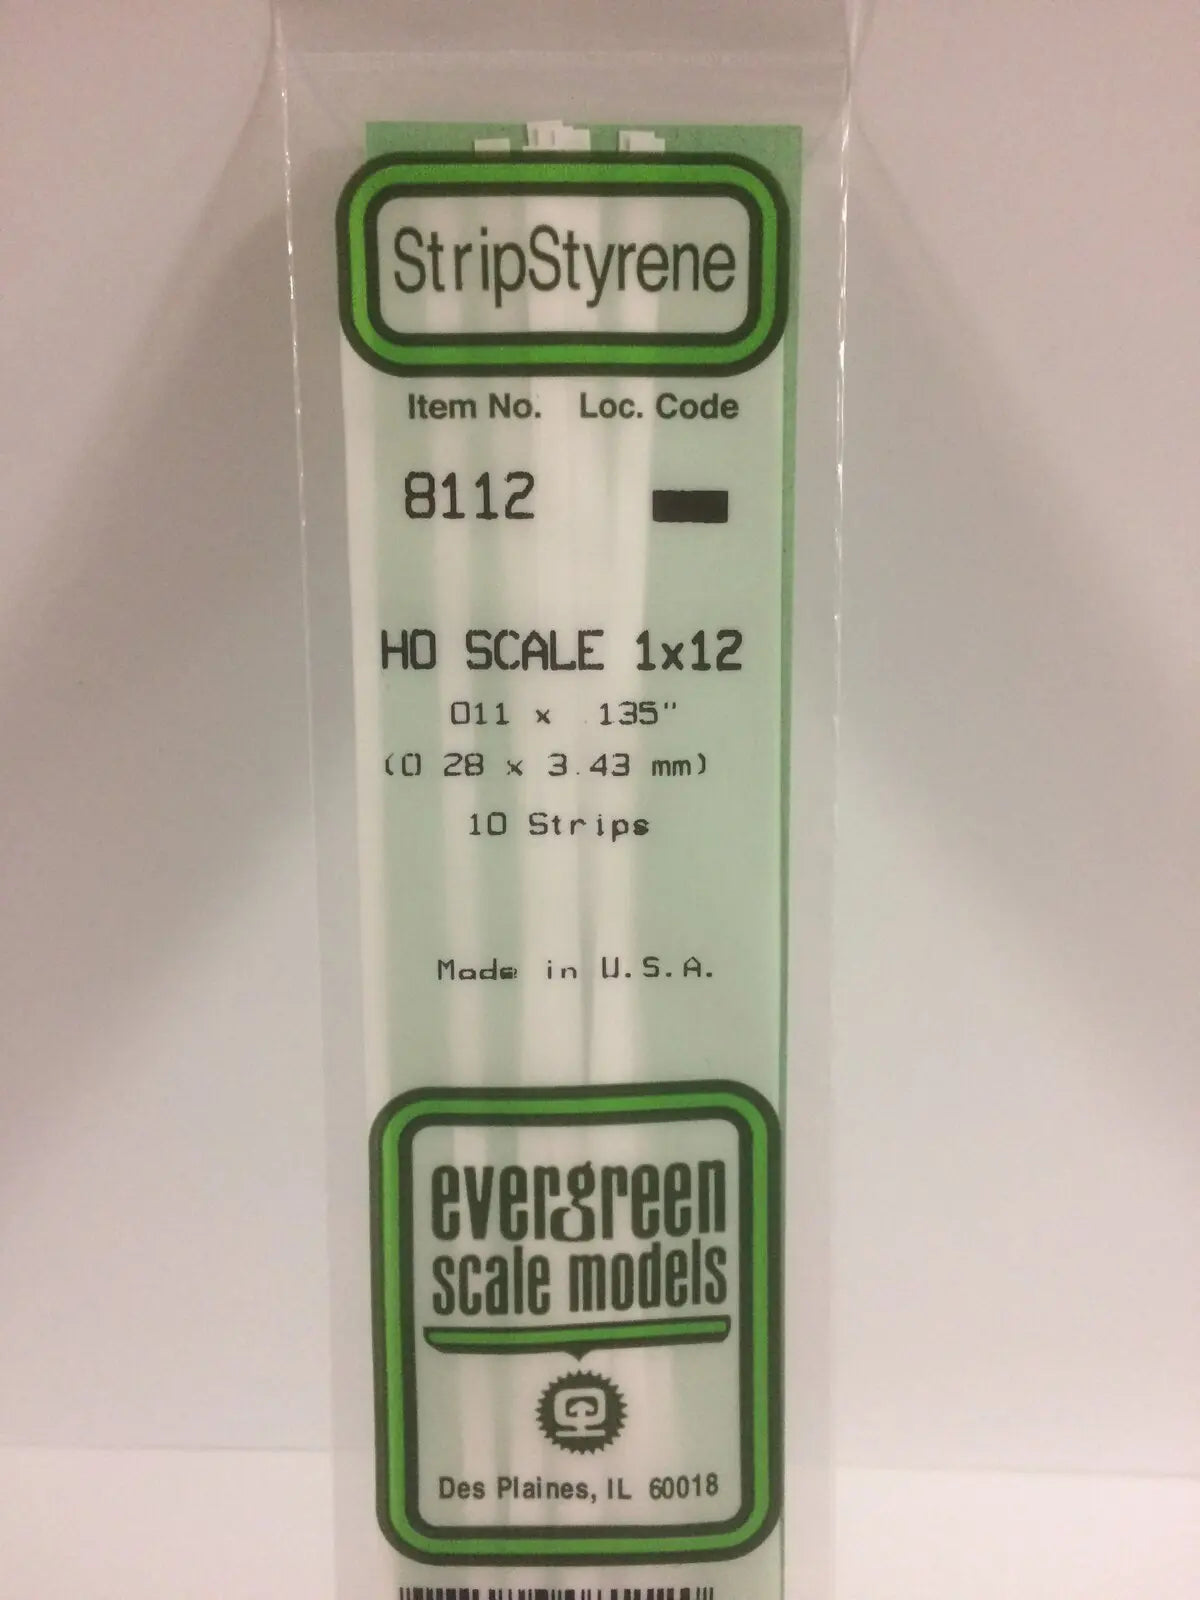 StripStyrene
Item No. Loc. Code
8112
HO SCALE 1x12
011 x .135"
(0 28 x 3.43 mm)
10 Strips
Made in U.S.A.
evergreen
scale models
Des Plaines, IL 60018